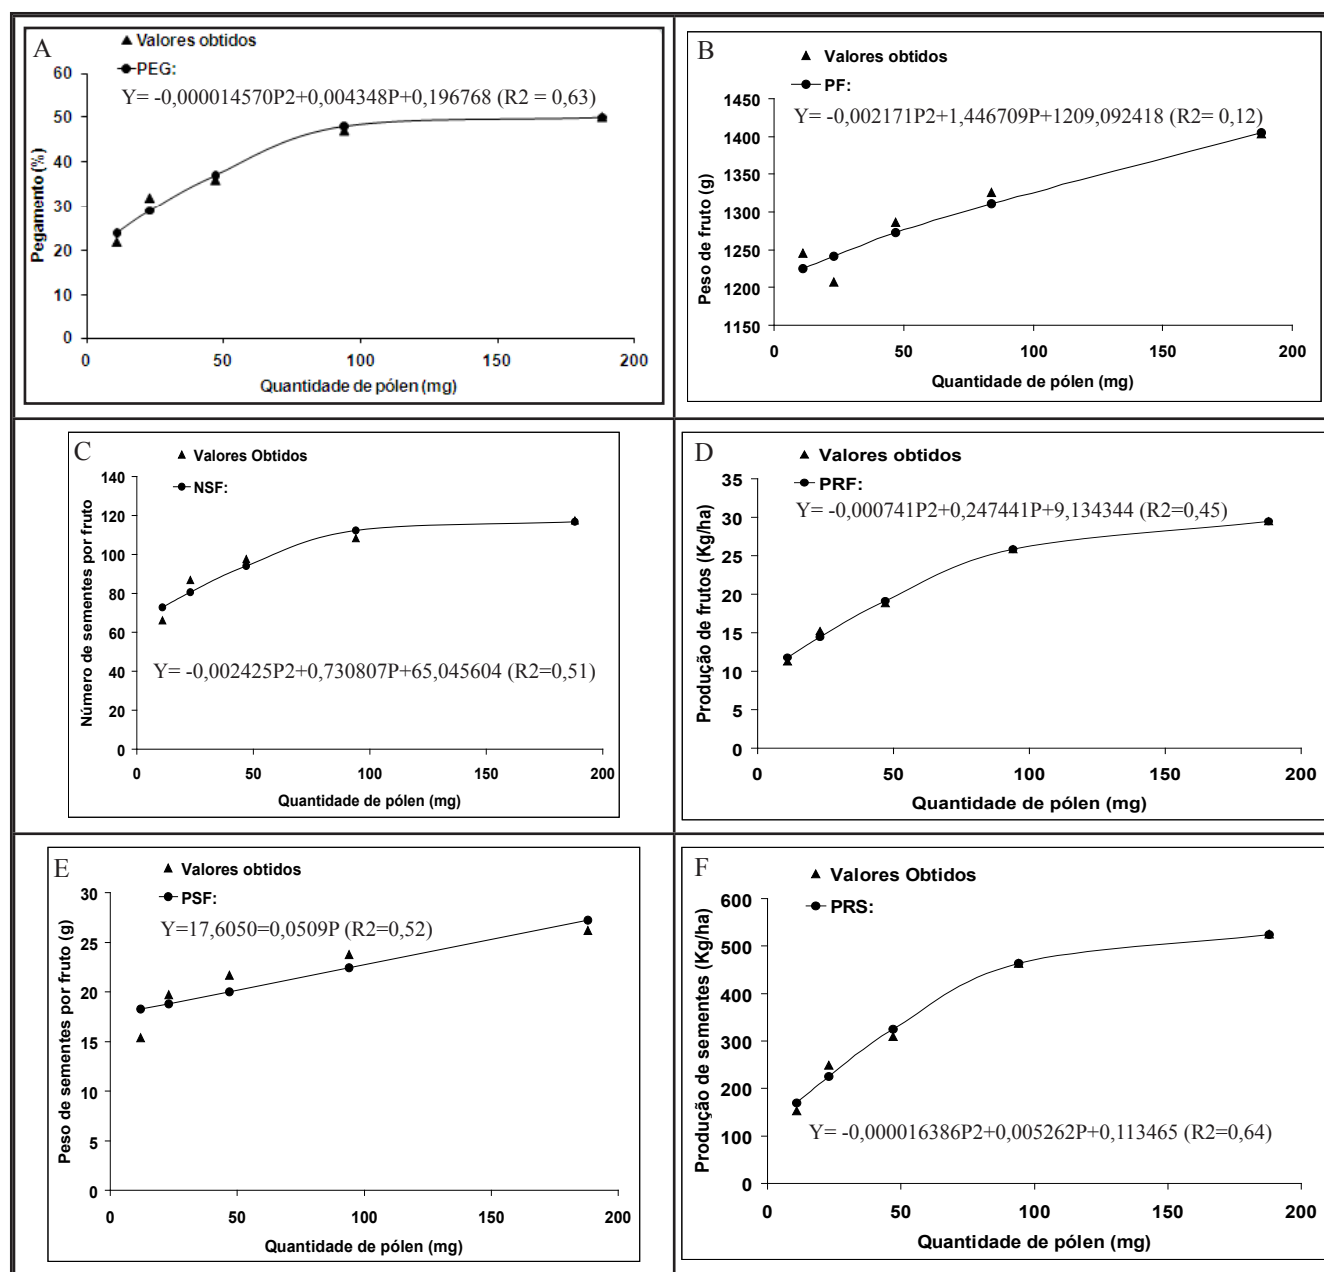 A
Valores obtidos
PEG:
Y= -0,000014570P2+0,004348P+0,196768 (R2 = 0,63)
Pegamento (%)
60
50
40
30
20
10
0
0 50 100 150 200
Quantidade de pólen (mg)
B
Valores obtidos
PF:
Y= -0,002171P2+1,446709P+1209,092418 (R2= 0,12)
Peso de fruto (g)
1450
1400
1350
1300
1250
1200
1150
0 50 100 150 200
Quantidade de pólen (mg)
C
Valores Obtidos
NSF:
Número de sementes por fruto
140
120
100
80
60
40
20
0
Y= -0,002425P2+0,730807P+65,045604 (R2=0,51)
0 50 100 150 200
Quantidade de pólen (mg)
D
Valores obtidos
PRF:
Y= -0,000741P2+0,247441P+9,134344 (R2=0,45)
Produção de frutos (Kg/ha)
35
30
25
20
15
10
5
0
0 50 100 150 200
Quantidade de pólen (mg)
E
Valores obtidos
PSF:
Y=17,6050=0,0509P (R2=0,52)
Peso de sementes por fruto (g)
30
25
20
15
10
5
0
0 50 100 150 200
Quantidade de pólen (mg)
F
Valores Obtidos
PRS:
Produção de sementes (Kg/ha)
600
500
400
300
200
100
0
Y= -0,000016386P2+0,005262P+0,113465 (R2=0,64)
0 50 100 150 200
Quantidade de pólen (mg)